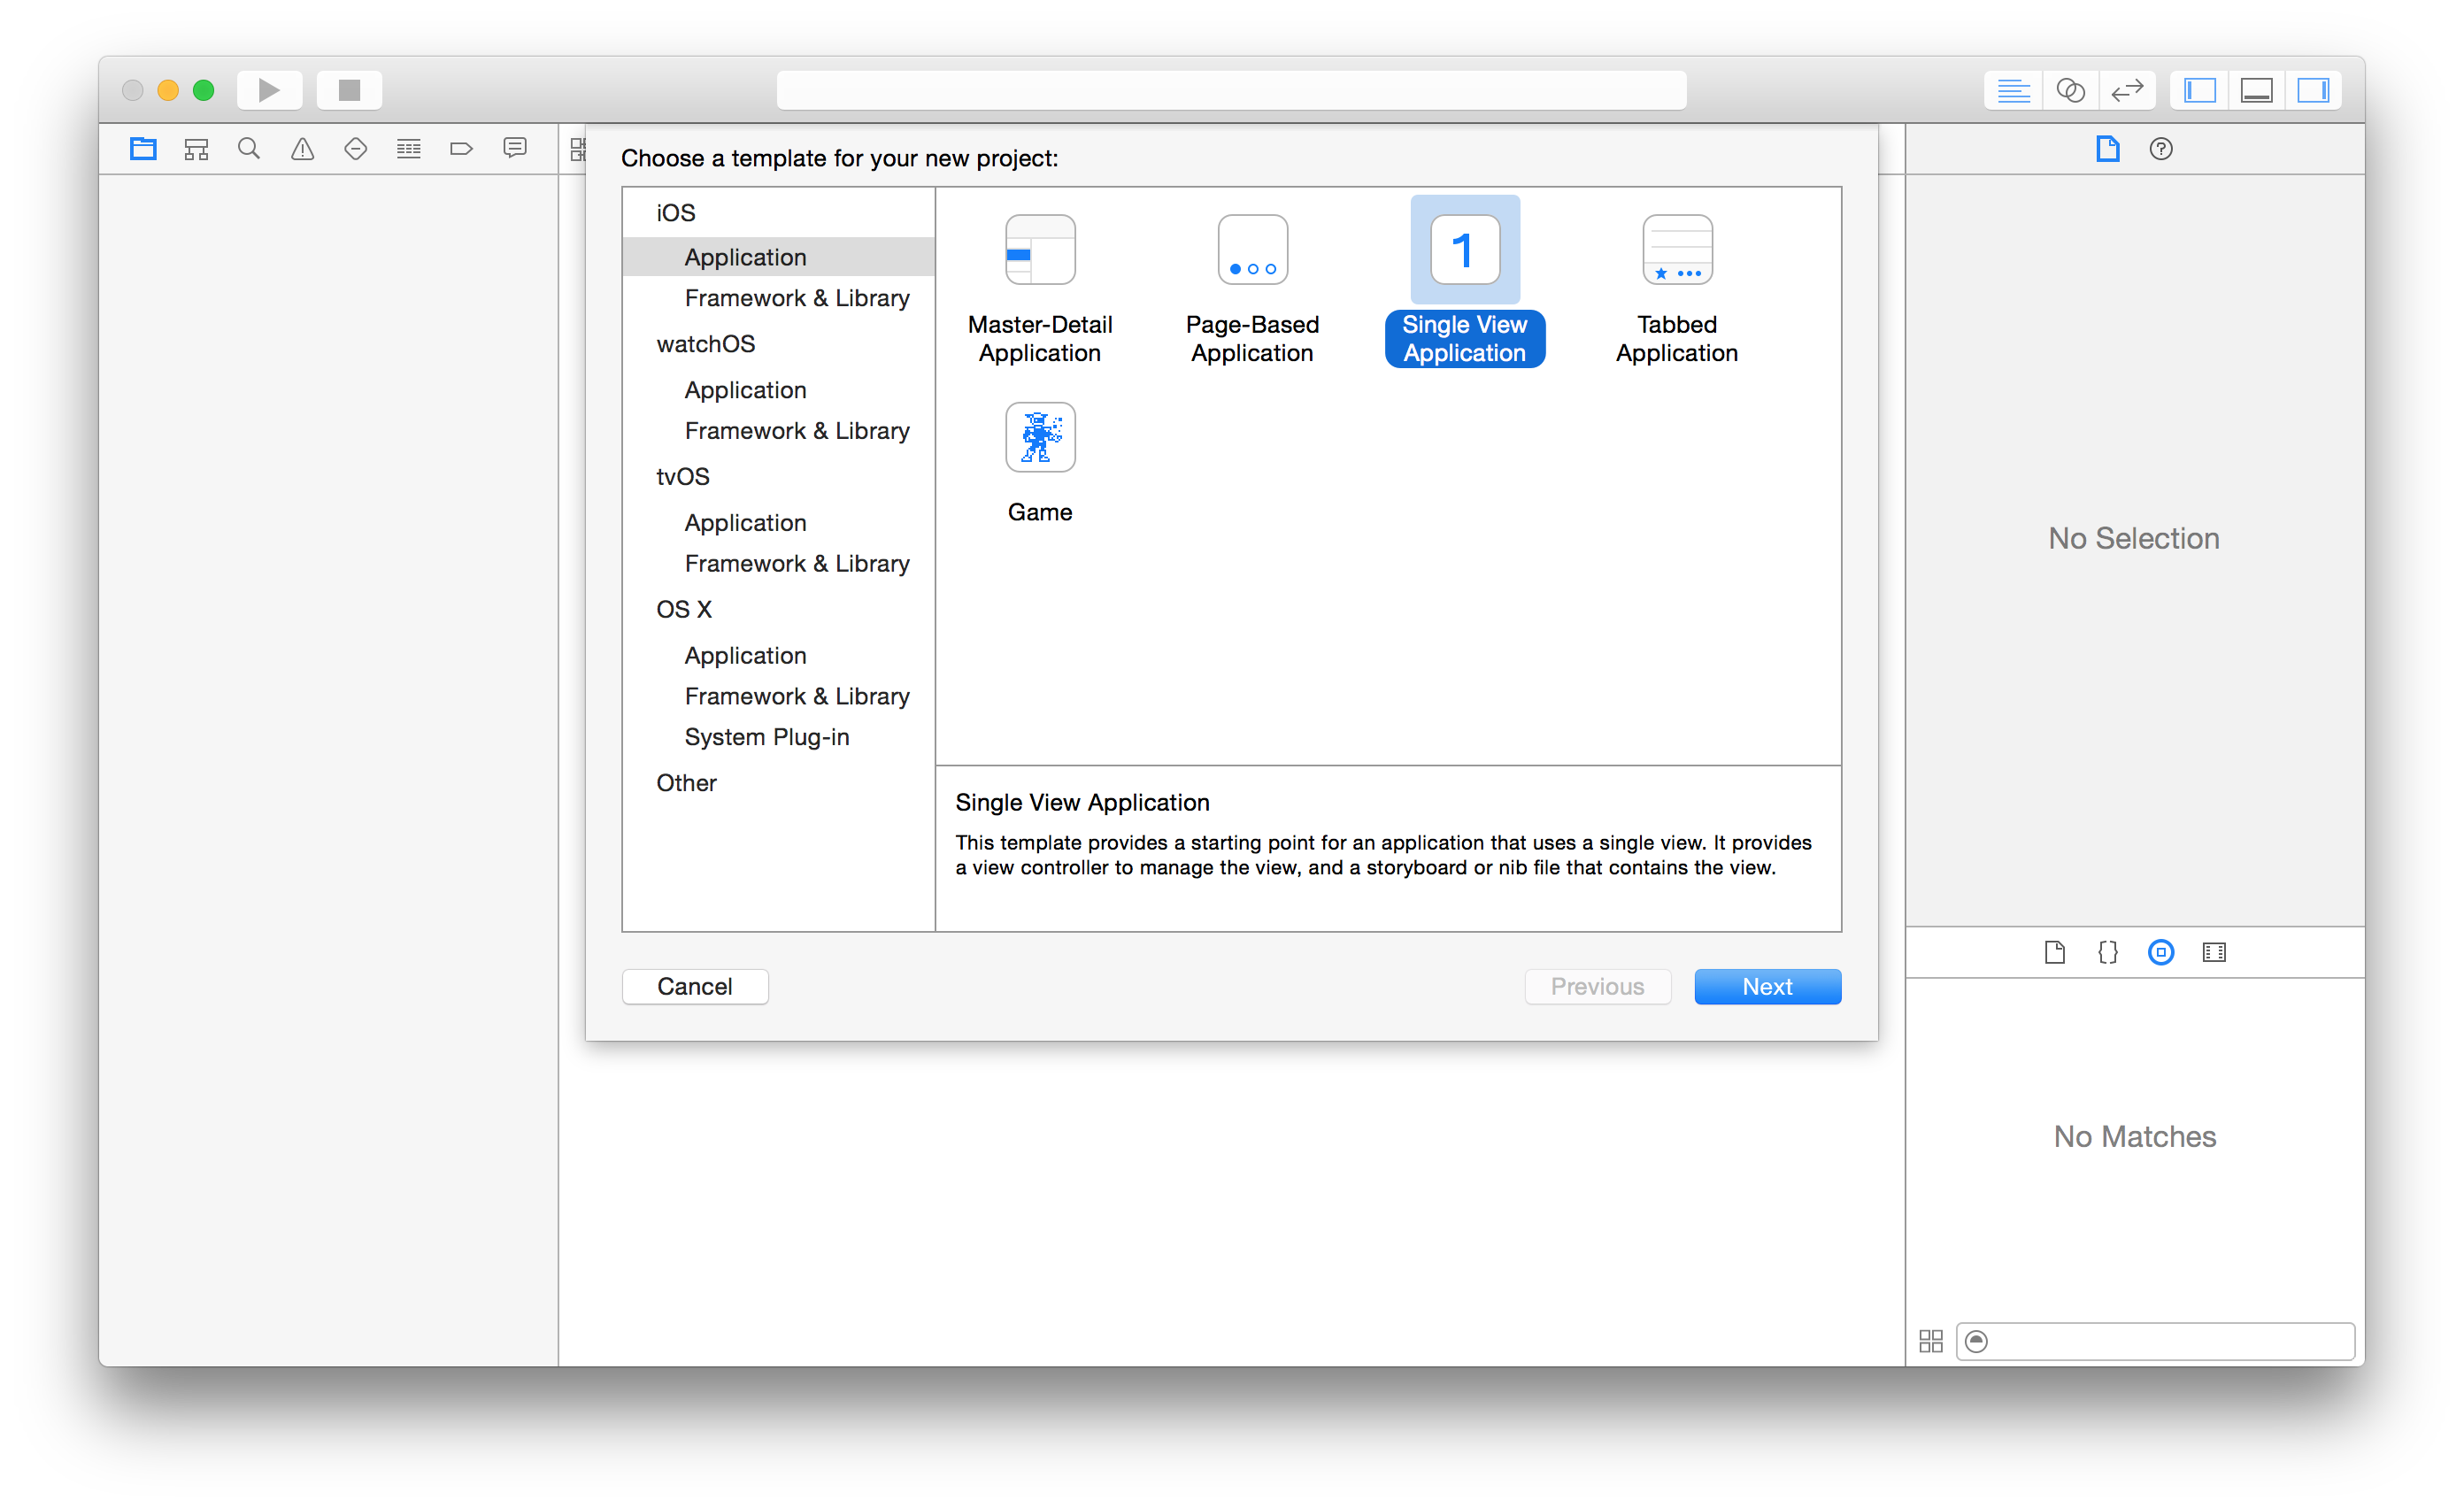 Choose a template for your new project:
iOS
Application
Framework & Library
watchOS
Application
Framework & Library
tvOS
Application
Framework & Library
OS X
Application
Framework & Library
System Plug-in
Other
Master-Detail
Application
Page-Based
Application
1
Single View
Application
Tabbed
Application
Game
Single View Application
This template provides a starting point for an application that uses a single view. It provides
a view controller to manage the view, and a storyboard or nib file that contains the view.
Cancel
Previous
Next
No Selection
{}
No Matches